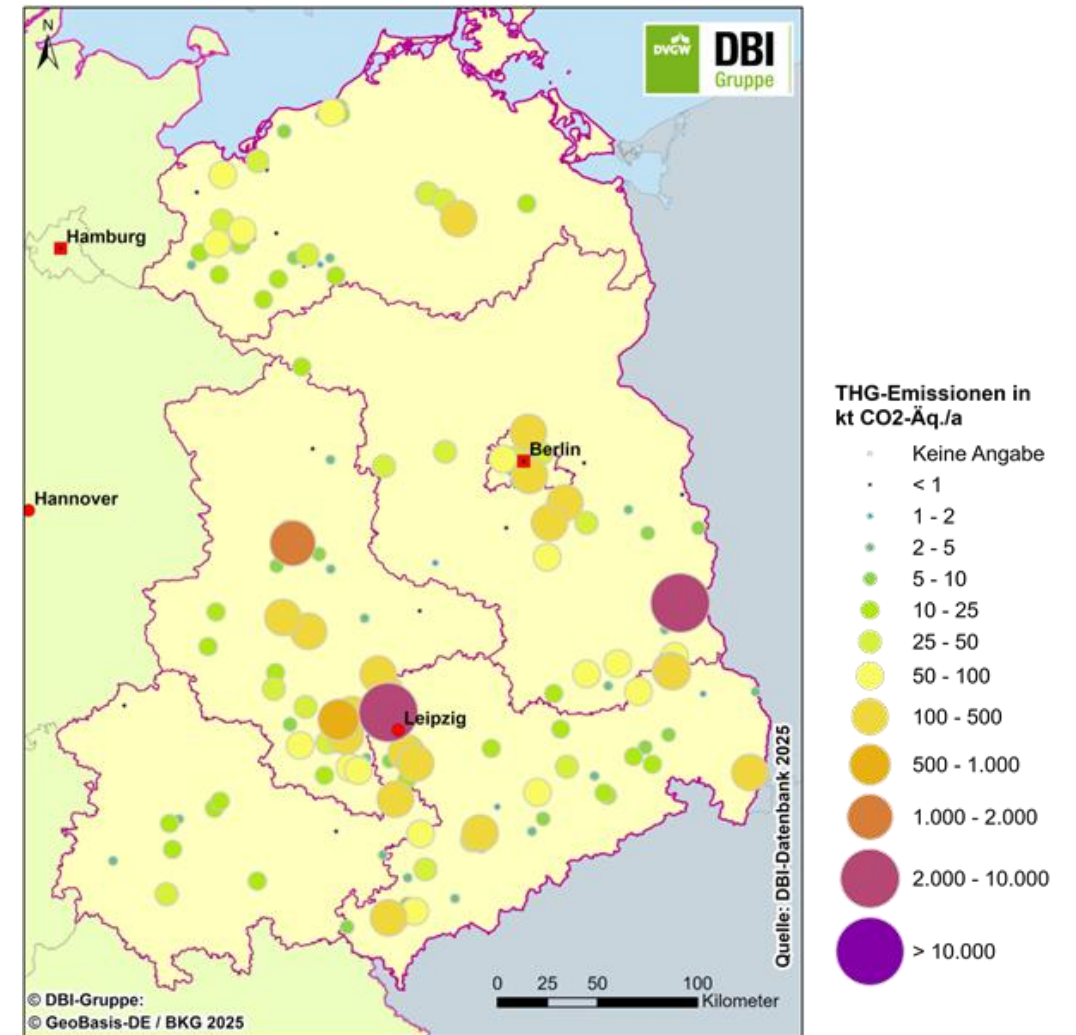 N
DVGW
DBI
Gruppe
Hamburg
Hannover
Berlin
Leipzig
THG-Emissionen in
kt CO2-Äq./a
Keine Angabe
< 1
1 - 2
2 - 5
5 - 10
10 - 25
25 - 50
50 - 100
100 - 500
500 - 1.000
1.000 - 2.000
2.000 - 10.000
> 10.000
Quelle: DBI-Datenbank 2025
0 25 50 100
Kilometer
© DBI-Gruppe:
© GeoBasis-DE / BKG 2025